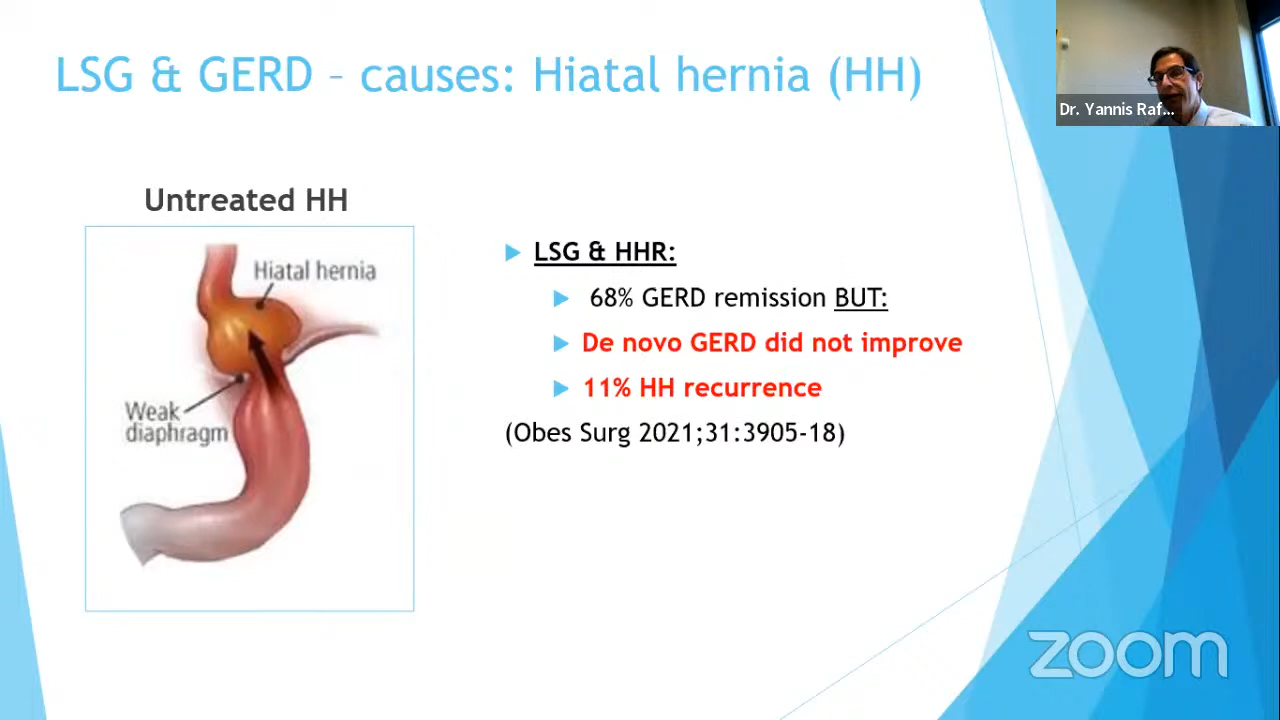 LSG & GERD – causes: Hiatal hernia (HH)
Dr. Yannis Raf...
Untreated HH
Hiatal hernia
Weak
diaphragm
LSG & HHR:
68% GERD remission BUT:
De novo GERD did not improve
11% HH recurrence
(Obes Surg 2021;31:3905-18)
zoom